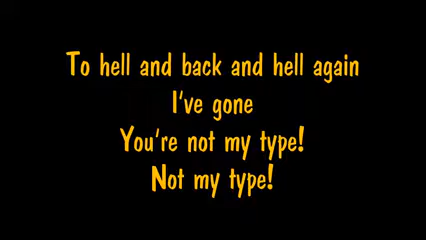 To hell and back and hell again
I've gone
You're not my type!
Not my type!